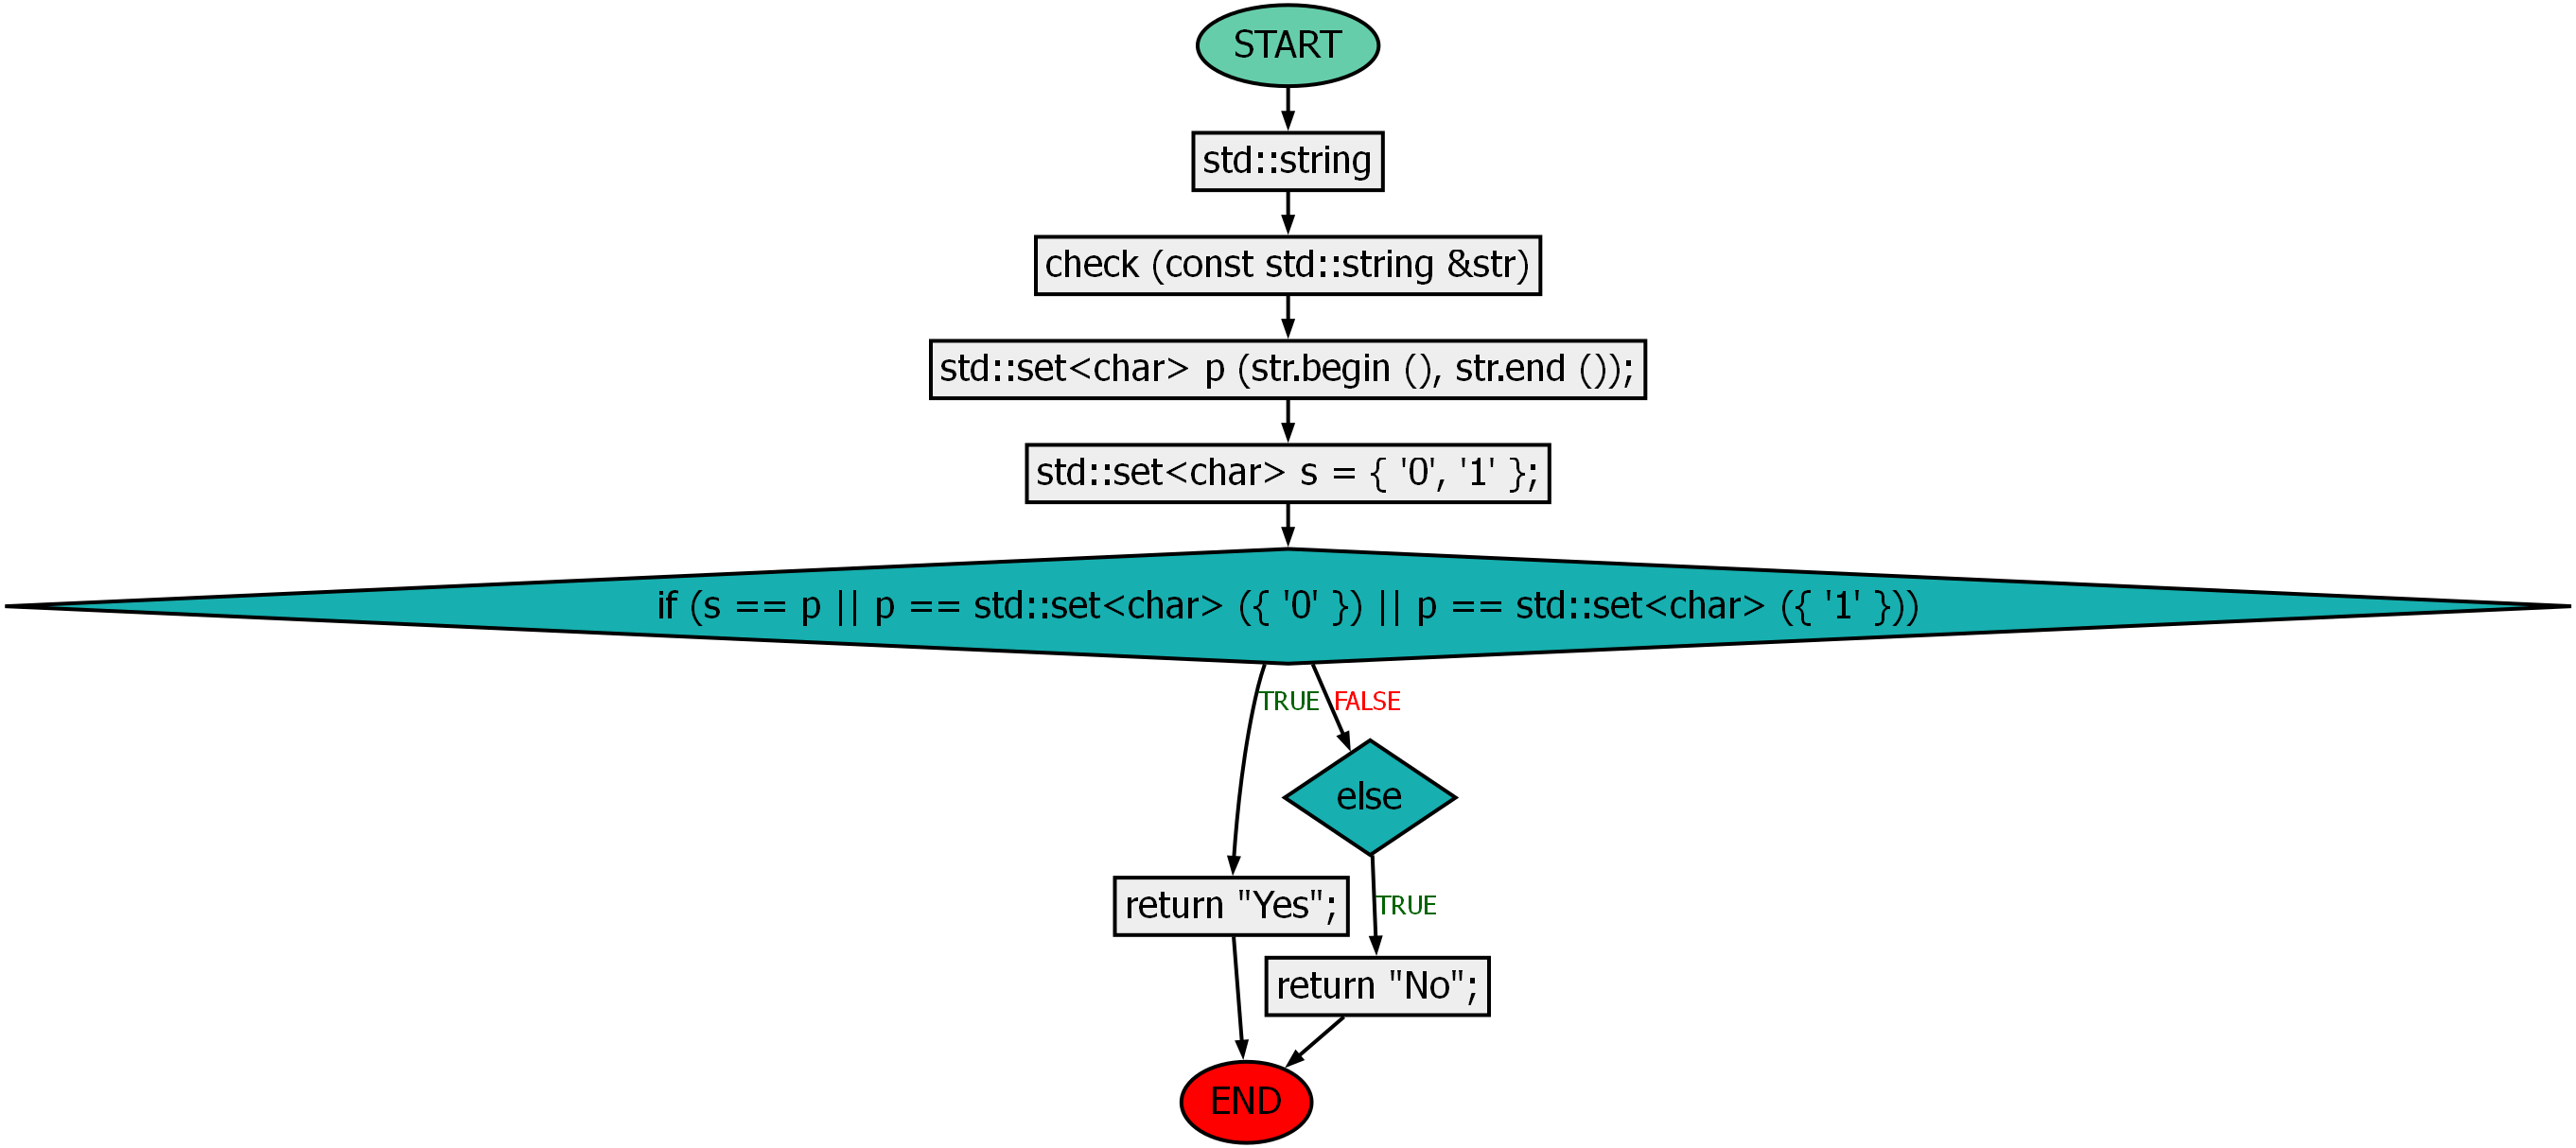 START
std::string
check (const std::string &str)
std::set<char> p (str.begin (), str.end ());
std::set<char> s = { '0', '1' };
if (s == p || p == std::set<char> ({ '0' }) || p == std::set<char> ({ '1' }))
TRUE
FALSE
else
return "Yes";
TRUE
return "No";
END